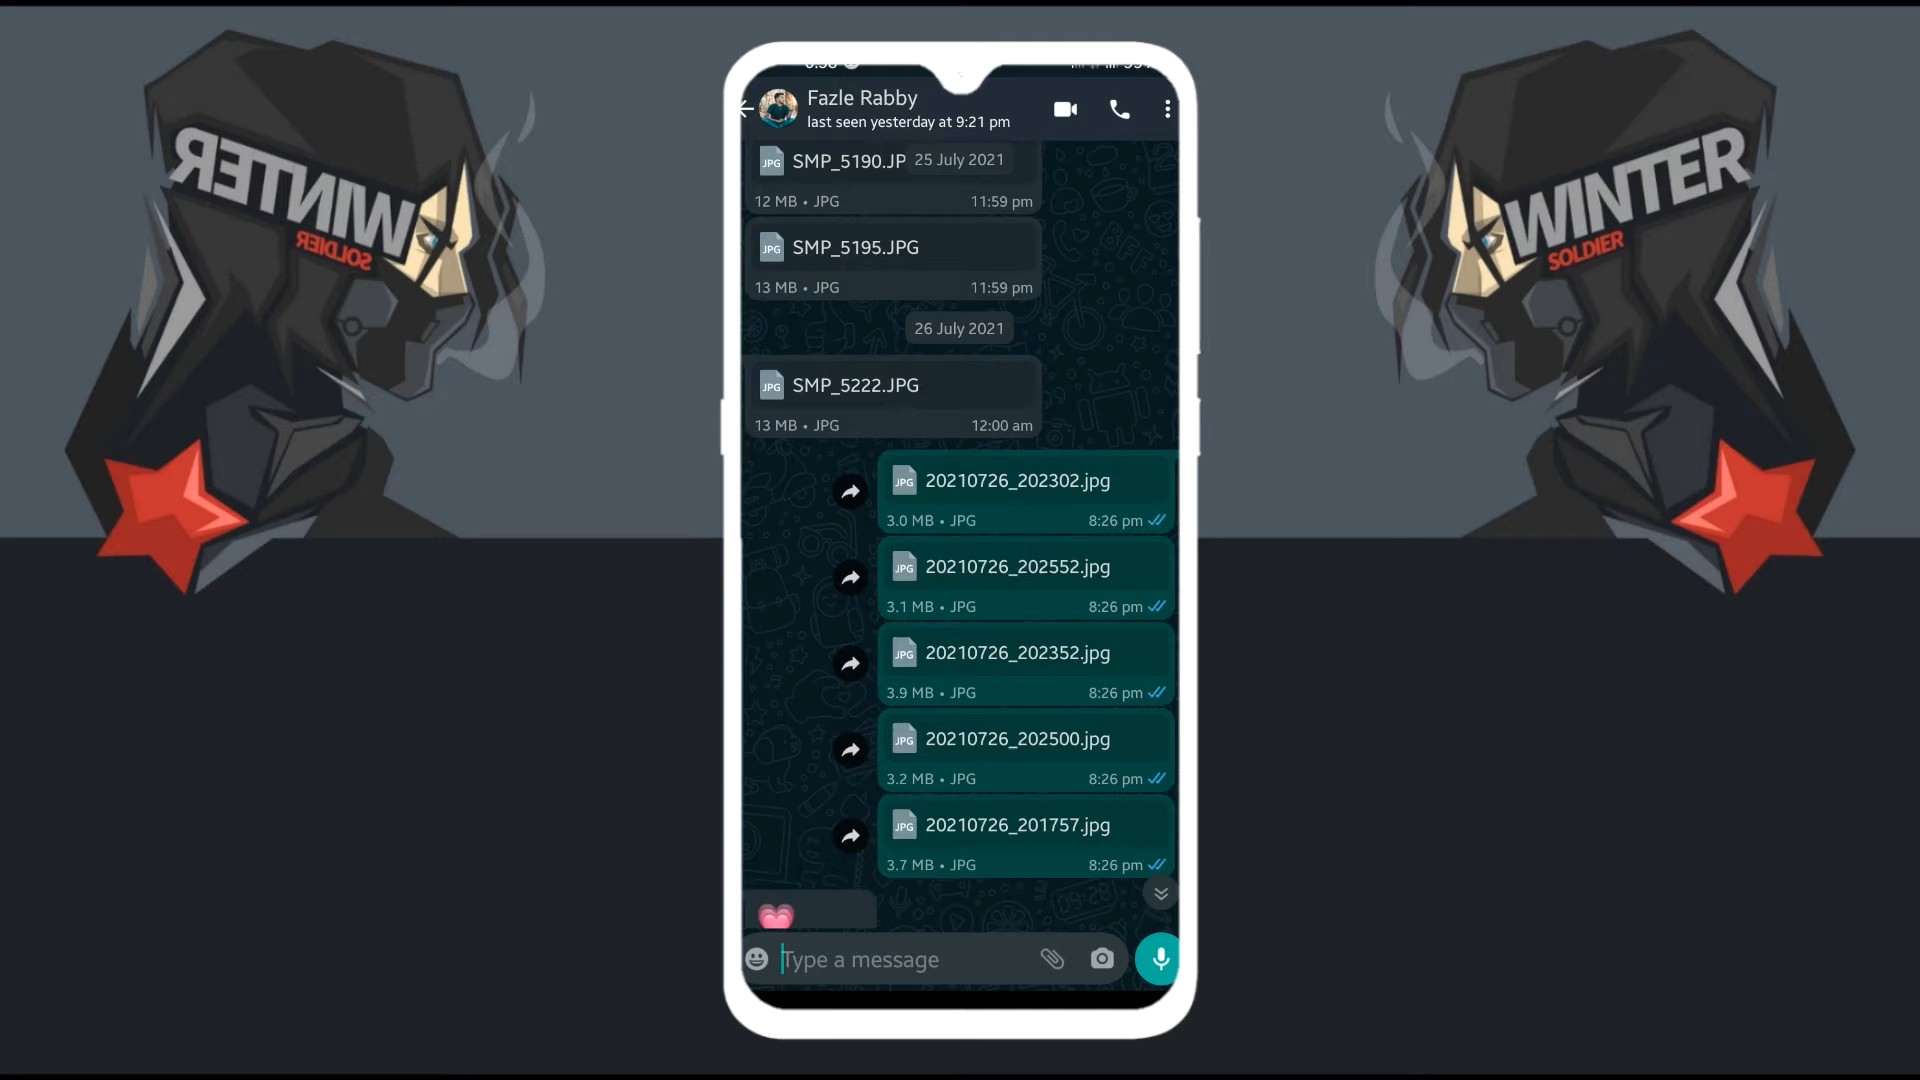 Fazle Rabby
last seen yesterday at 9:21 pm
JPG SMP_5190.JP 25 July 2021
12 MB • JPG 11:59 pm
JPG SMP_5195.JPG
13 MB • JPG 11:59 pm
26 July 2021
JPG SMP_5222.JPG
13 MB • JPG 12:00 am
JPG 20210726_202302.jpg
3.0 MB • JPG 8:26 pm
JPG 20210726_202552.jpg
3.1 MB • JPG 8:26 pm
JPG 20210726_202352.jpg
3.9 MB • JPG 8:26 pm
JPG 20210726_202500.jpg
3.2 MB • JPG 8:26 pm
JPG 20210726_201757.jpg
3.7 MB • JPG 8:26 pm
Type a message
WINTER
SOLDIER
WINTER
SOLDIER